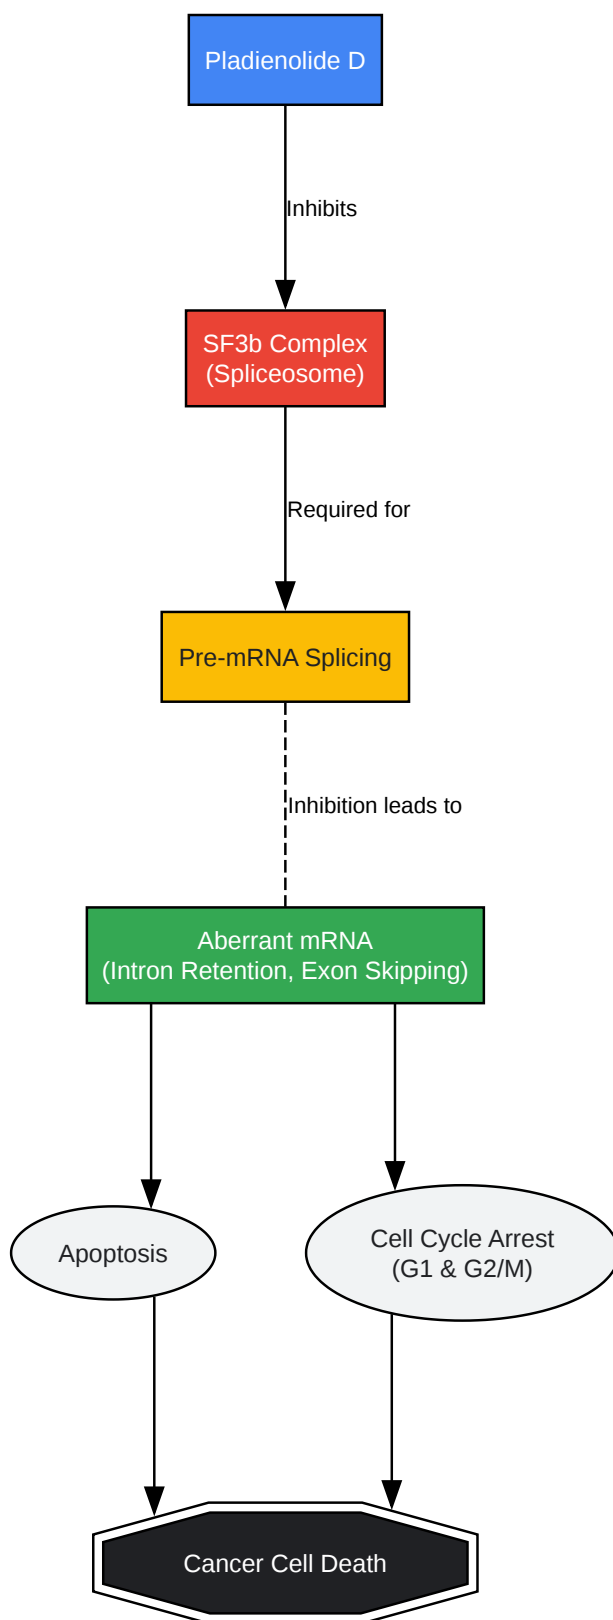 Pladienolide D
Inhibits
SF3b Complex
(Spliceosome)
Required for
Pre-mRNA Splicing
Inhibition leads to
Aberrant mRNA
(Intron Retention, Exon Skipping)
Apoptosis
Cell Cycle Arrest
(G1 & G2/M)
Cancer Cell Death